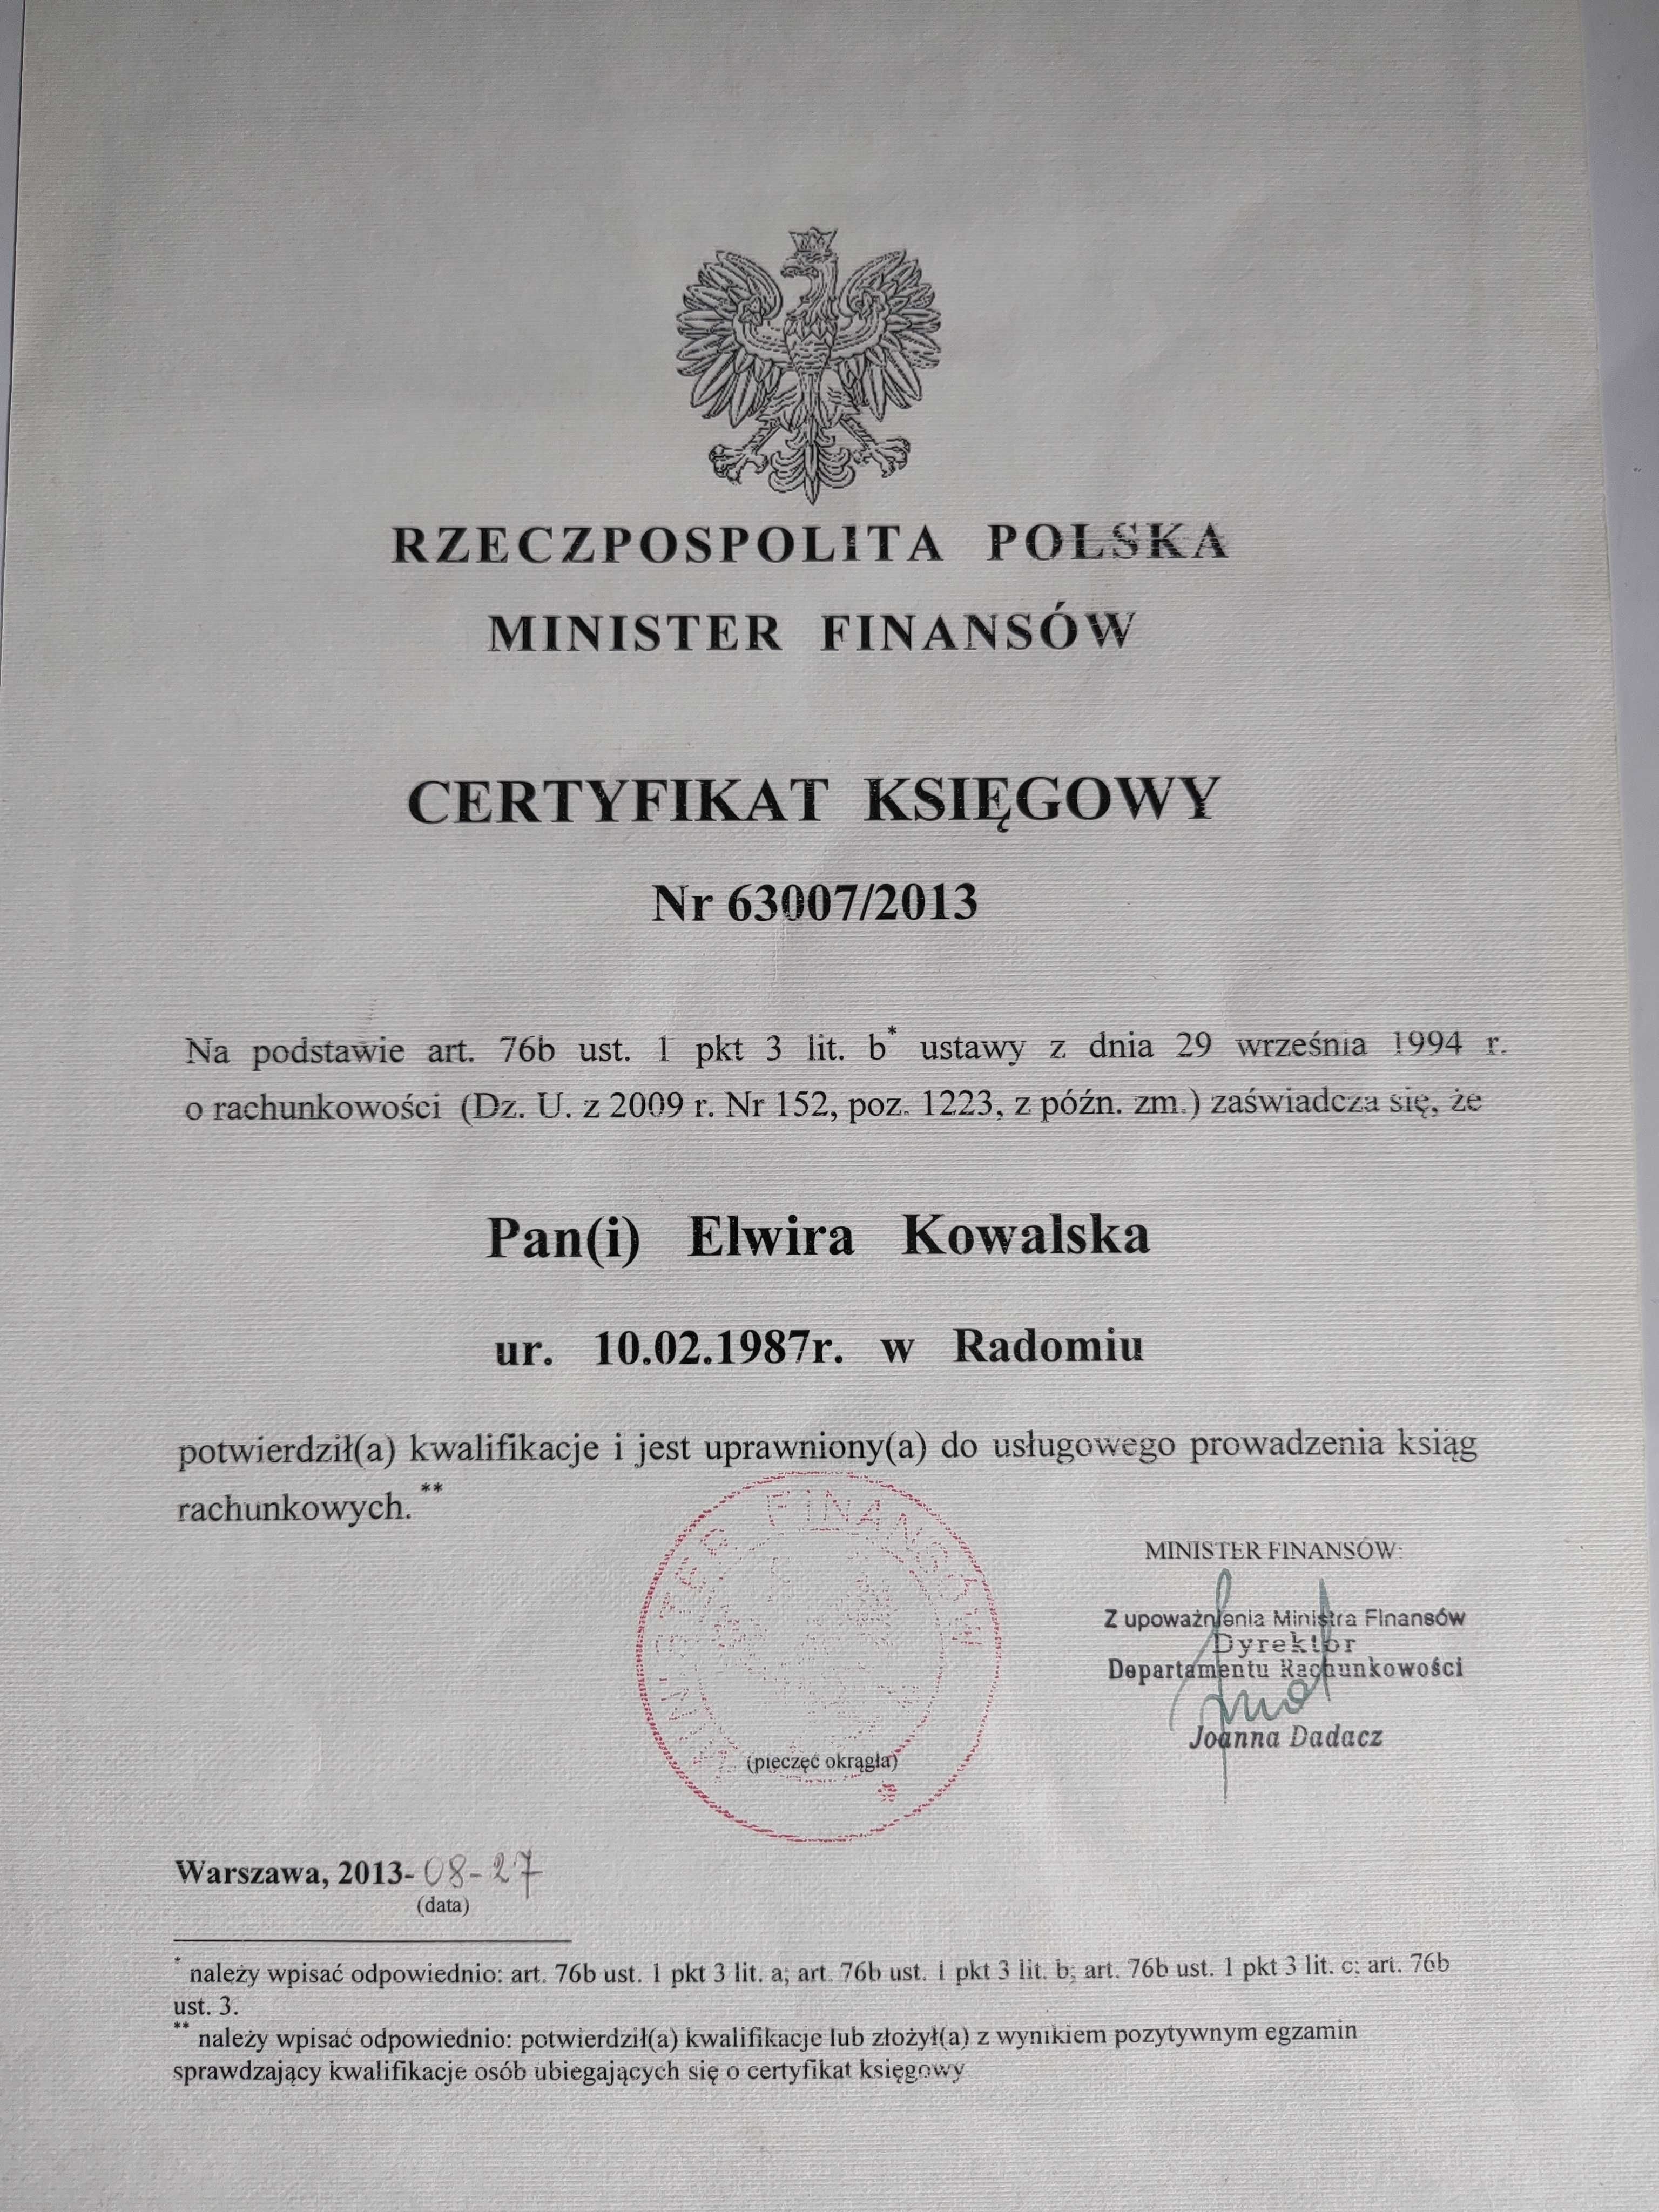 RZECZPOSPOLITA POLSKA
MINISTER FINANSÓW
CERTYFIKAT KSIĘGOWY
Nr 63007/2013
Na podstawie art. 76b ust. 1 pkt 3 lit. b* ustawy z dnia 29 września 1994 r.
o rachunkowości (Dz. U. z 2009 r. Nr 152, poz. 1223, z późn. zm.) zaświadcza się, że
Pan(i) Elwira Kowalska
ur. 10.02.1987r. w Radomiu
potwierdził(a) kwalifikacje i jest uprawniony(a) do usługowego prowadzenia ksiąg
rachunkowych.**
MINISTERSTWO FINANSÓW
MINISTER FINANSÓW
Z upoważnienia Ministra Finansów
Dyrektor
Departamentu Rachunkowości
Joanna Dadacz
(pieczęć okrągła)
Warszawa, 2013-08-27
(data)
* należy wpisać odpowiednio: art. 76b ust. 1 pkt 3 lit. a; art. 76b ust. 1 pkt 3 lit. b; art. 76b ust. 1 pkt 3 lit. c; art. 76b
ust. 3.
** należy wpisać odpowiednio: potwierdził(a) kwalifikacje lub złożył(a) z wynikiem pozytywnym egzamin
sprawdzający kwalifikacje osób ubiegających się o certyfikat księgowy